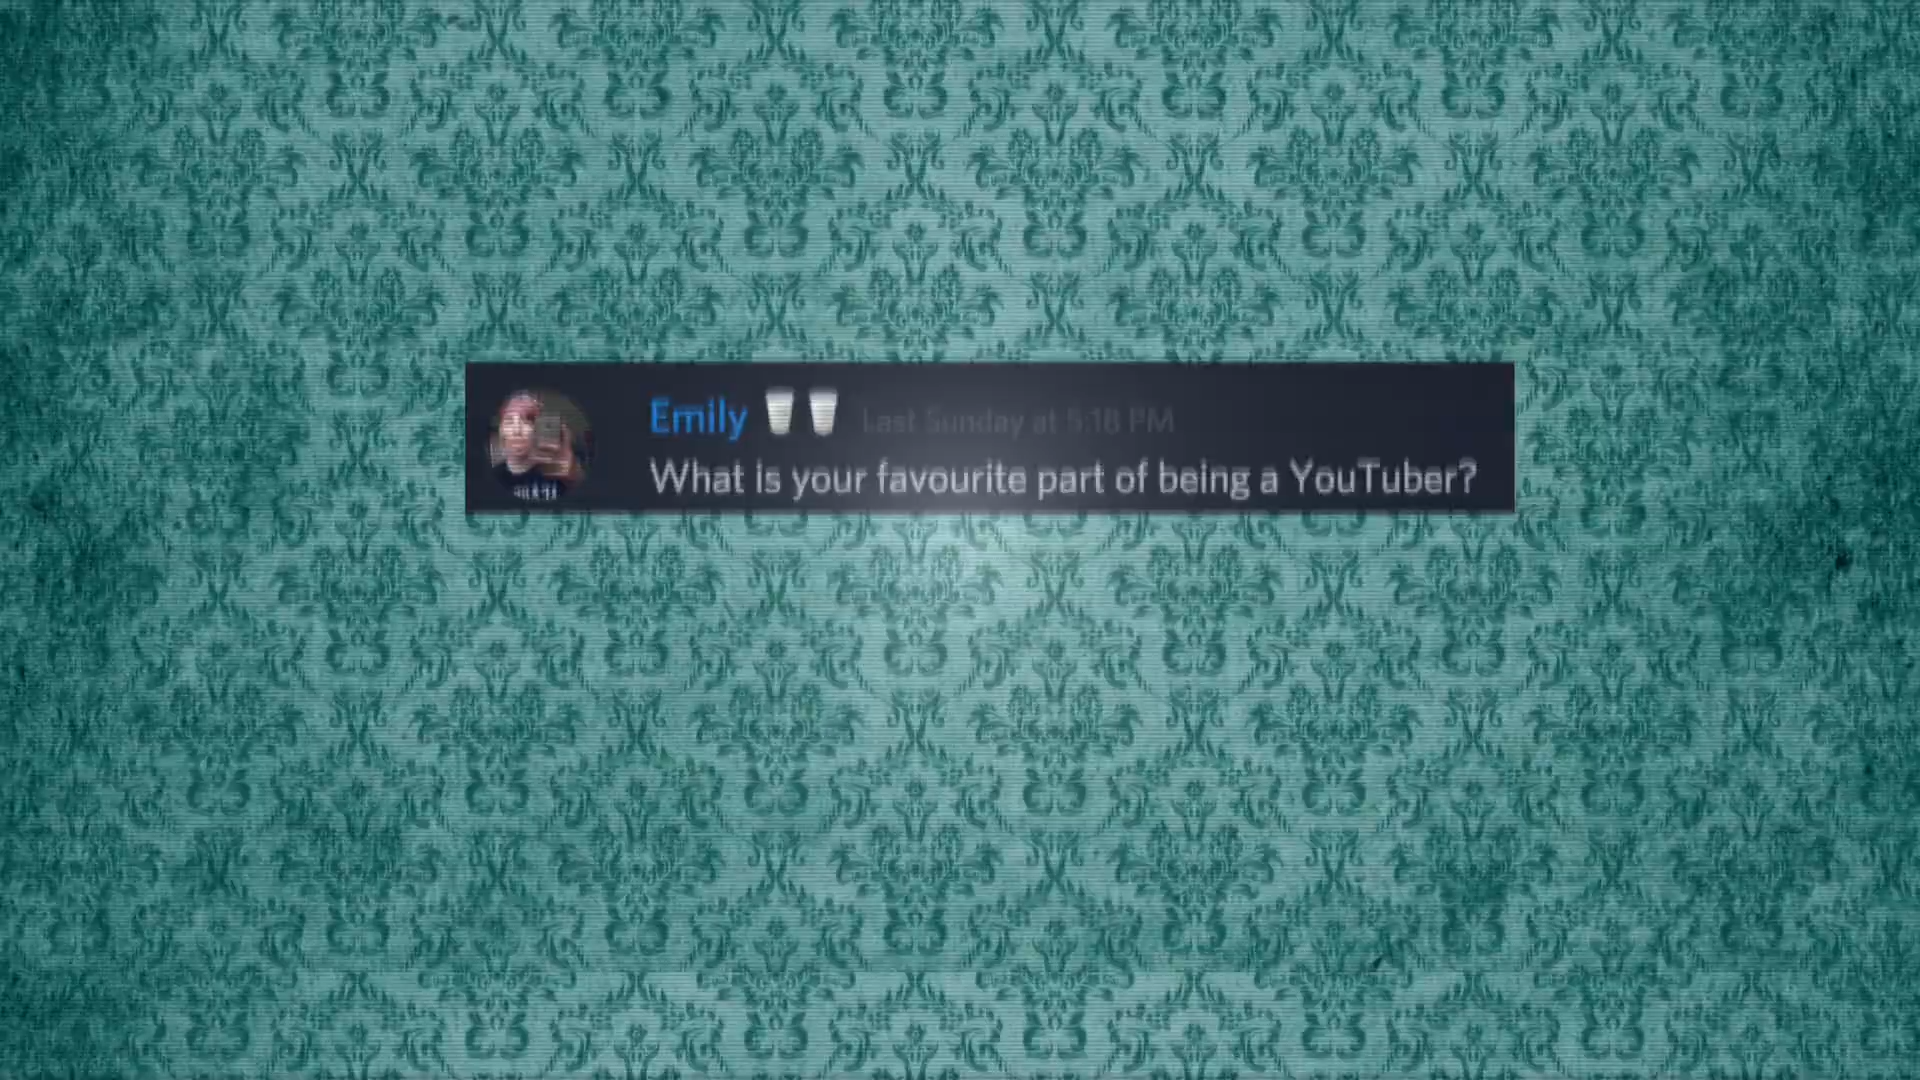 Emily 🥛🥛 Last Sunday at 5:18 PM
What is your favourite part of being a YouTuber?